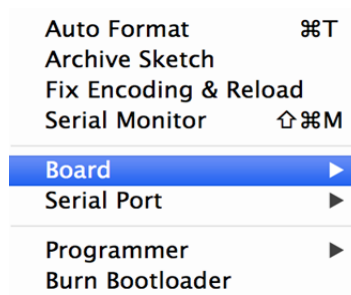 Auto Format ⌘T
Archive Sketch
Fix Encoding & Reload
Serial Monitor ⇧⌘M
Board ▶
Serial Port ▶
Programmer ▶
Burn Bootloader